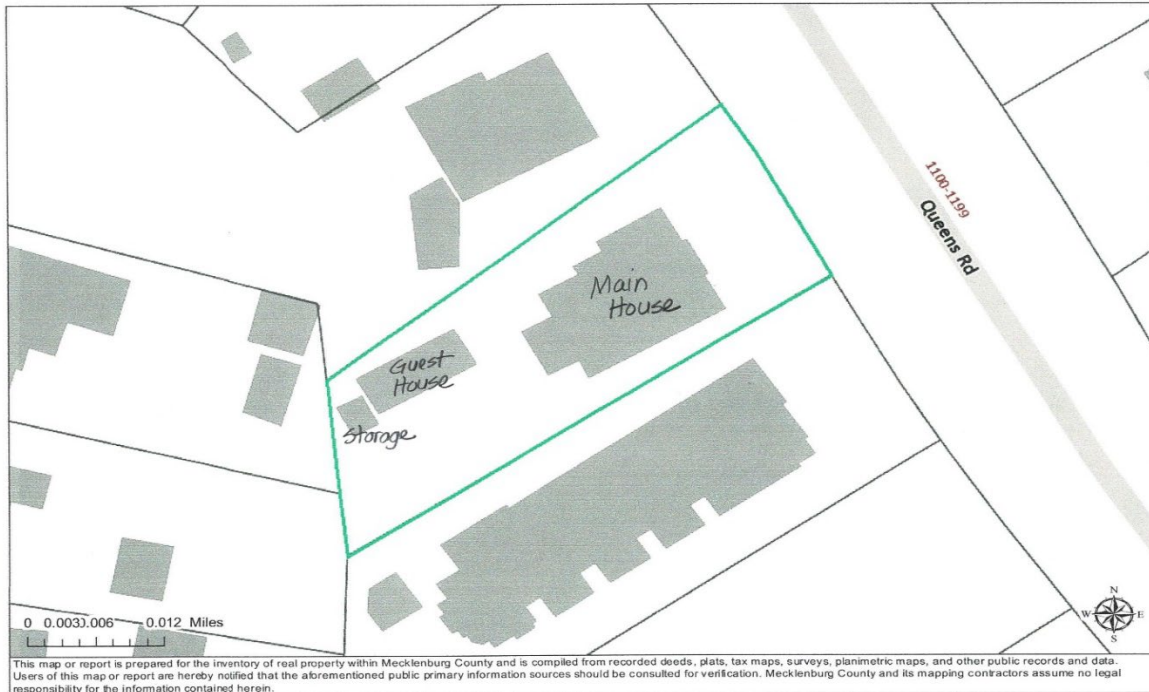 1100-1199
Queens Rd
Main
House
Guest
House
Storage
N
W E
S
0 0.0030.006 0.012 Miles
This map or report is prepared for the inventory of real property within Mecklenburg County and is compiled from recorded deeds, plats, tax maps, surveys, planimetric maps, and other public records and data.
Users of this map or report are hereby notified that the aforementioned public primary information sources should be consulted for verification. Mecklenburg County and its mapping contractors assume no legal
responsibility for the information contained herein.